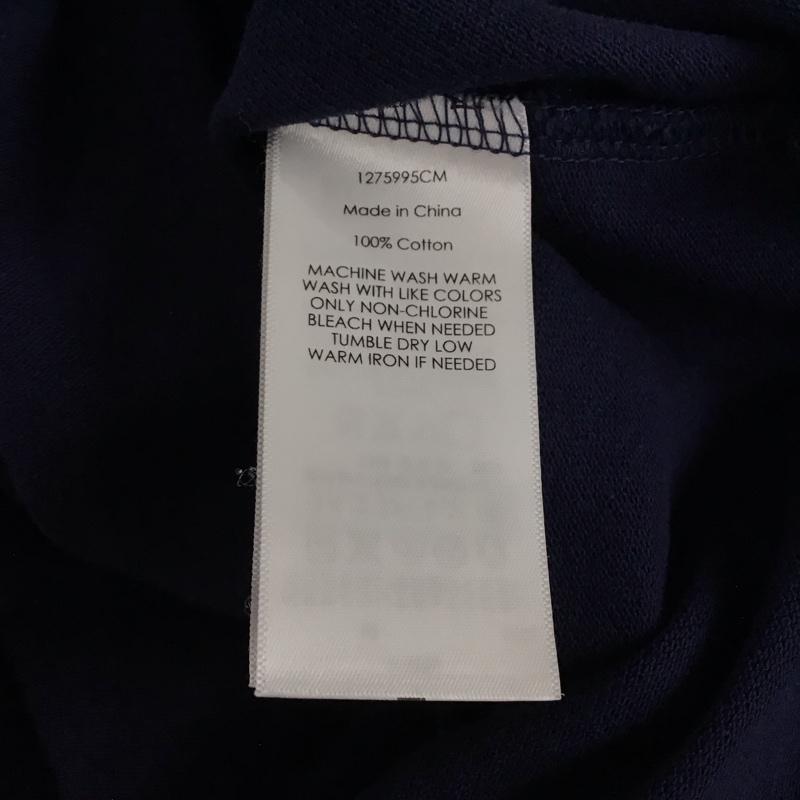 1275995CM
Made in China
100% Cotton
MACHINE WASH WARM
WASH WITH LIKE COLORS
ONLY NON-CHLORINE
BLEACH WHEN NEEDED
TUMBLE DRY LOW
WARM IRON IF NEEDED